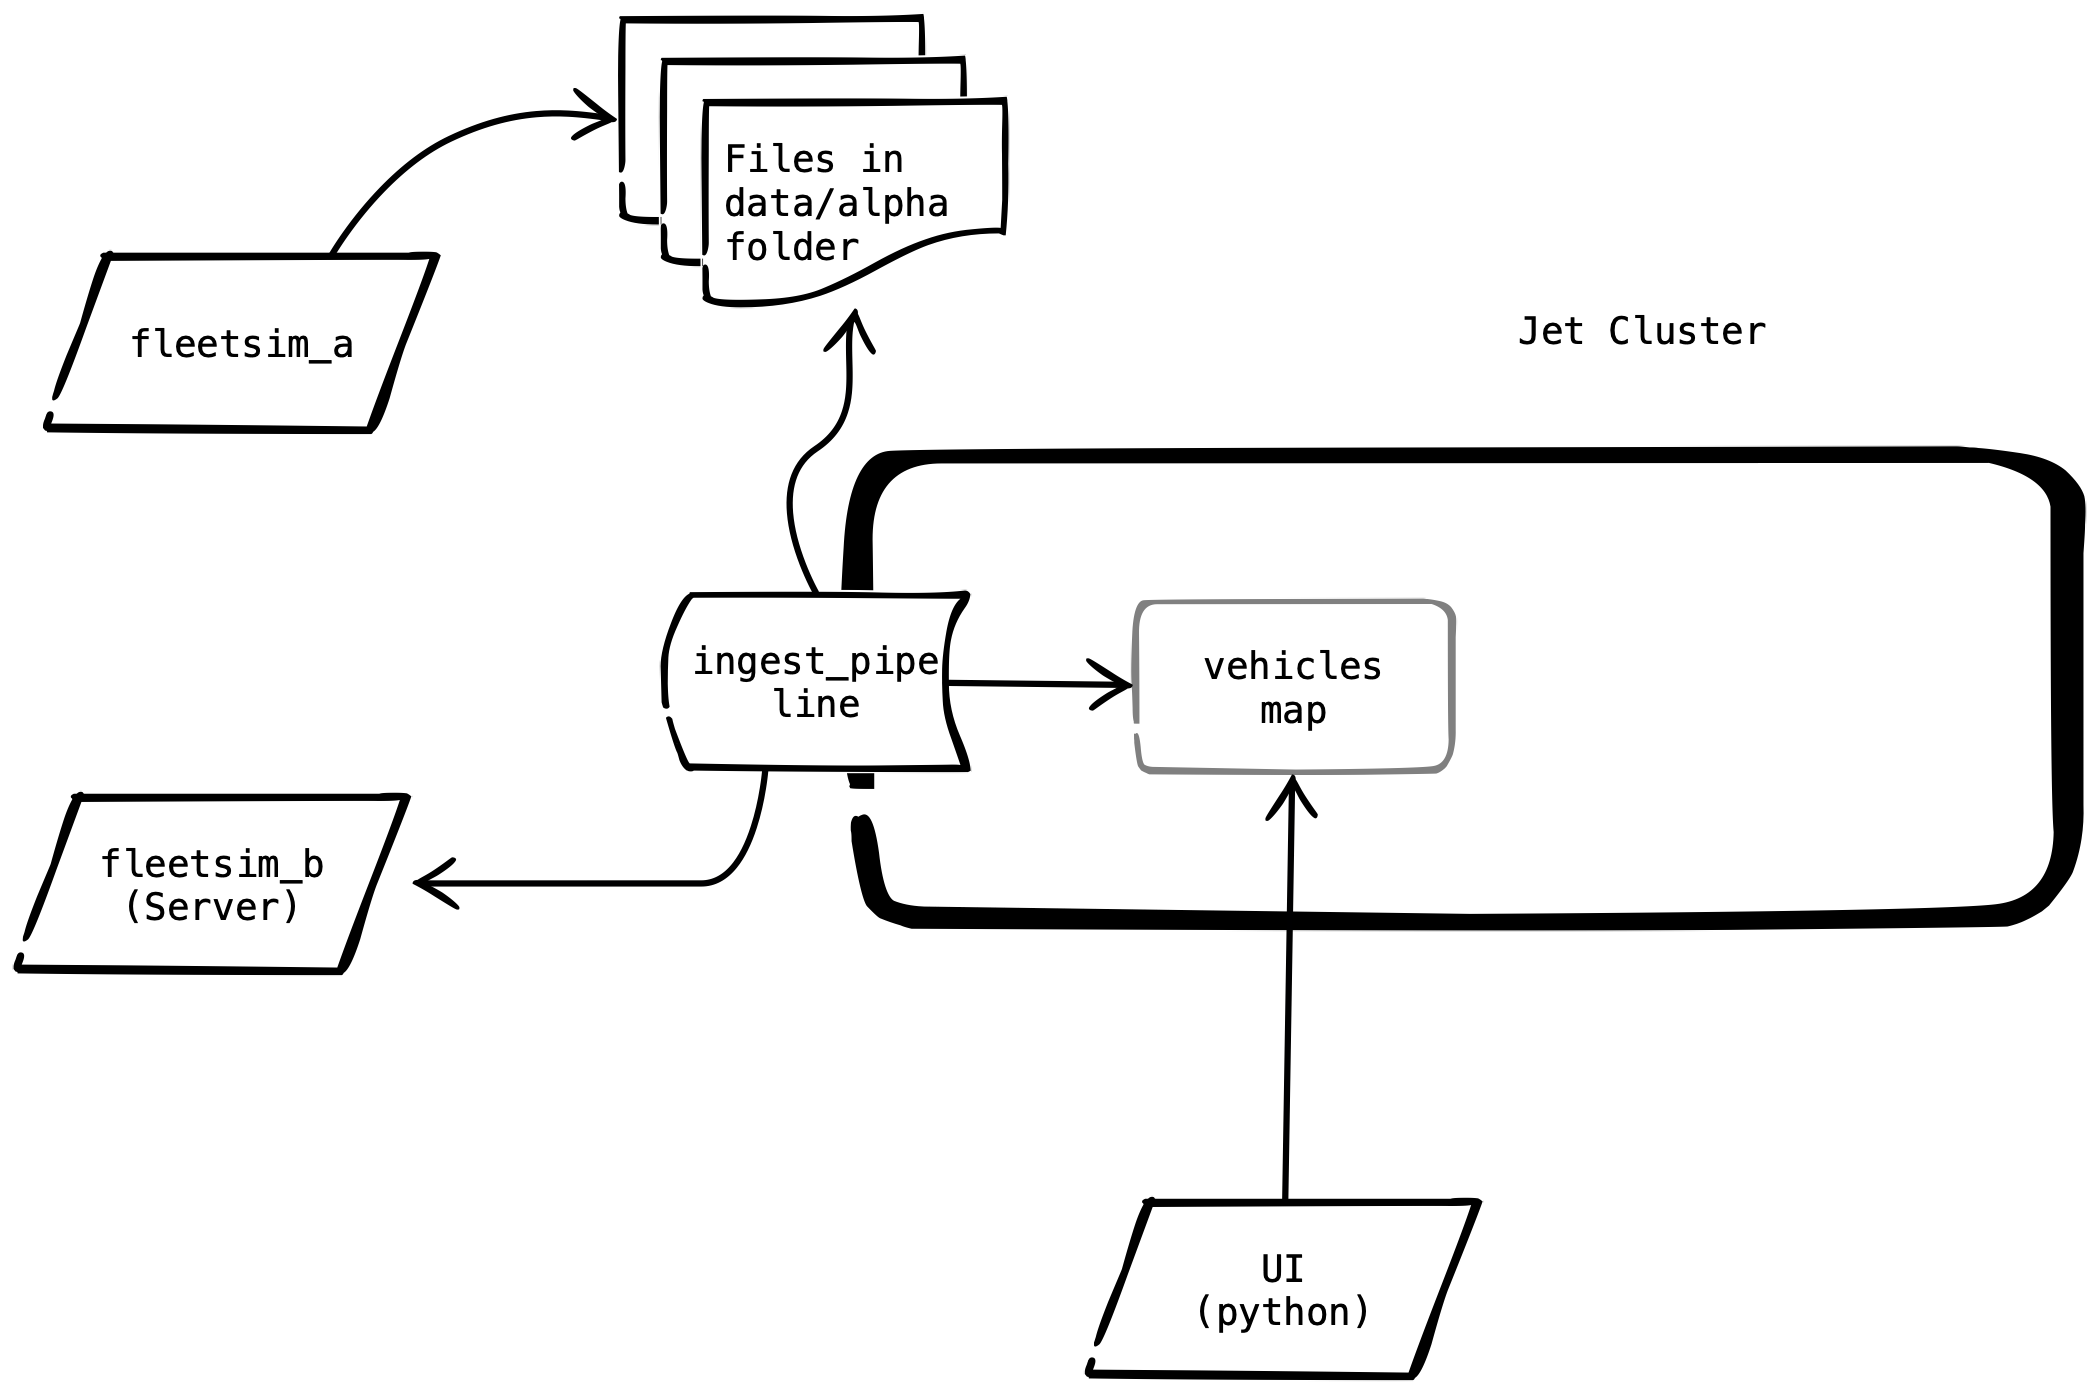 Files in
data/alpha
folder
fleetsim_a
Jet Cluster
ingest_pipe
line
vehicles
map
fleetsim_b
(Server)
UI
(python)